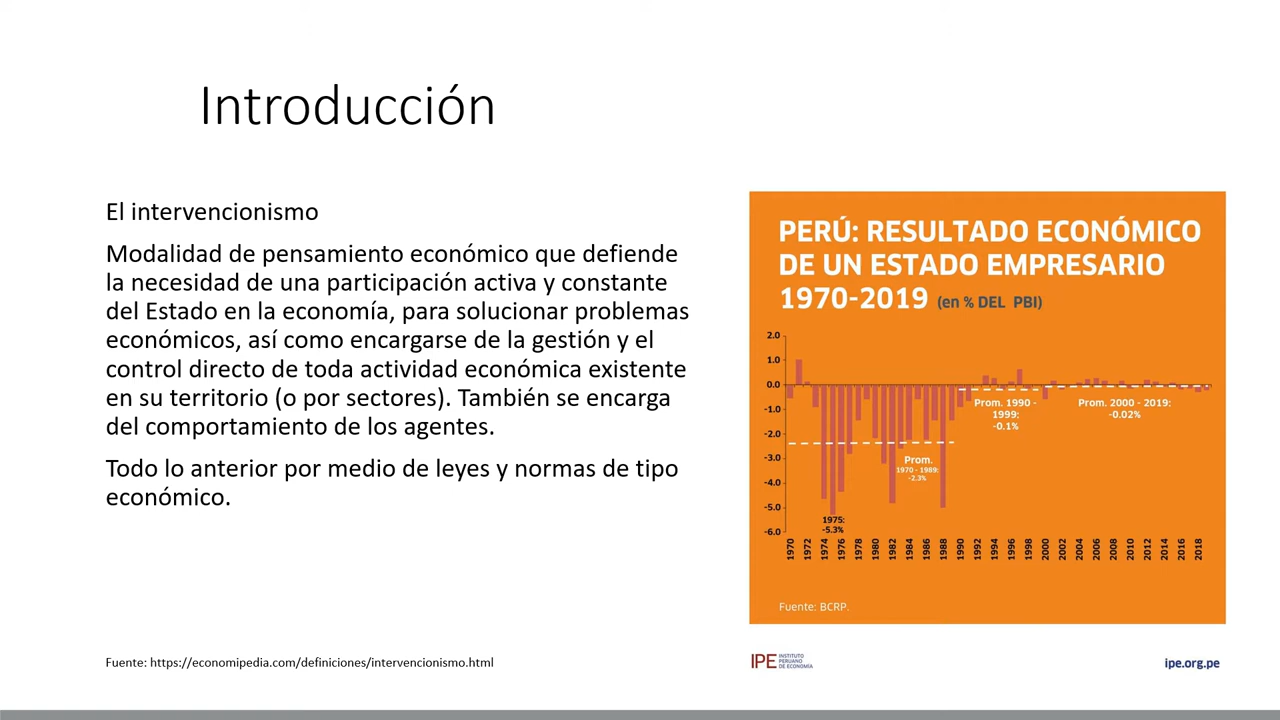 Introducción
El intervencionismo
Modalidad de pensamiento económico que defiende
la necesidad de una participación activa y constante
del Estado en la economía, para solucionar problemas
económicos, así como encargarse de la gestión y el
control directo de toda actividad económica existente
en su territorio (o por sectores). También se encarga
del comportamiento de los agentes.
Todo lo anterior por medio de leyes y normas de tipo
económico.
Fuente: https://economipedia.com/definiciones/intervencionismo.html
PERÚ: RESULTADO ECONÓMICO
DE UN ESTADO EMPRESARIO
1970-2019 (en % DEL PBI)
2.0
1.0
0.0
-1.0
-2.0
-3.0
-4.0
-5.0
-6.0
Prom. 1990 -
1999:
-0.1%
Prom. 2000 - 2019:
-0.02%
Prom.
1970 - 1989:
-2.3%
1975:
-5.3%
1970 1972 1974 1976 1978 1980 1982 1984 1986 1988 1990 1992 1994 1996 1998 2000 2002 2004 2006 2008 2010 2012 2014 2016 2018
Fuente: BCRP.
IPE INSTITUTO
PERUANO
DE ECONOMÍA
ipe.org.pe